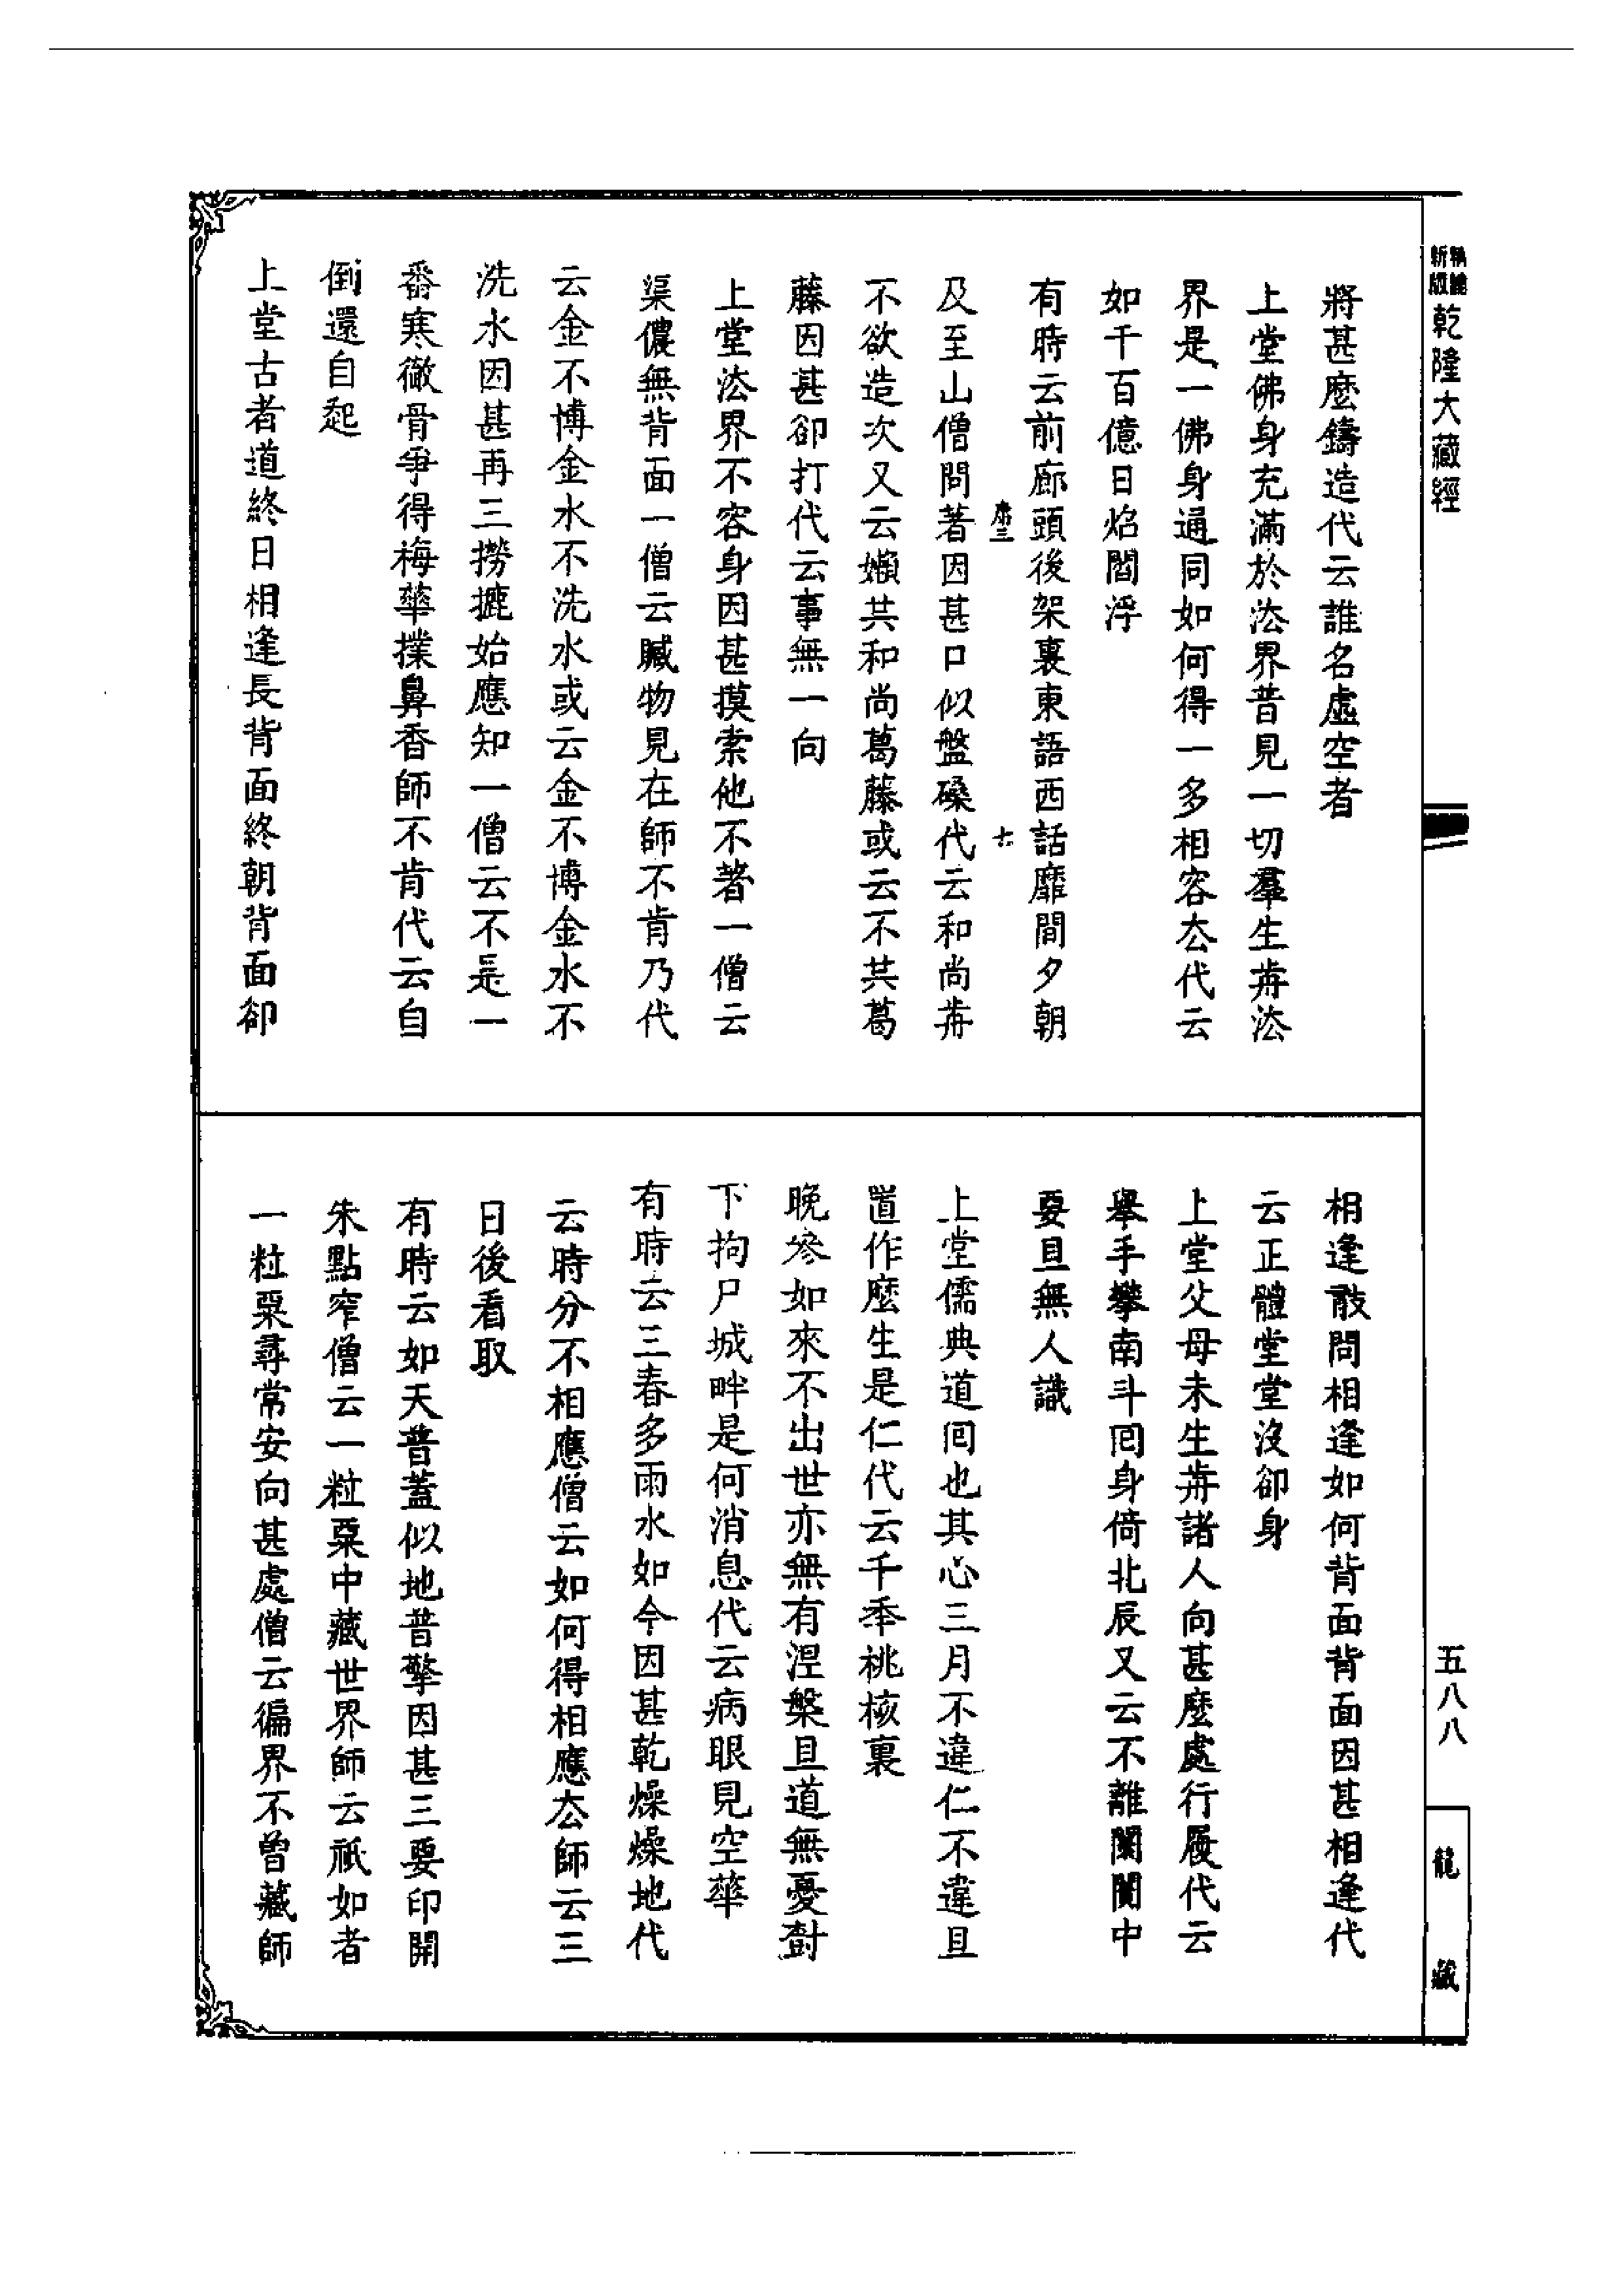 乾隆大藏經
將甚麼鑄造代云誰名虛空者
上堂佛身充滿於㳒界普見一切羣生歬㳒
界是一佛身通同如何得一多相容厺代云
如千百億日焰閻浮
有時云前廊頭後架裏東語西話靡間夕朝
及至山僧問著因甚口似盤磉代云和尚歬
不欲造次又云嬾共和尚葛藤或云不共葛
藤因甚卻打代云事無一向
上堂㳒界不容身因甚摸索他不著一僧云
渠儂無背面一僧云贓物見在師不肯乃代
云金不博金水不洗水或云金不博金水不
洗水因甚再三撈摝始應知一僧云不是一
番寒徹骨爭得梅華撲鼻香師不肯代云自
倒還自起
上堂古者道終日相逢長背面終朝背面卻
相逢敢問相逢如何背面背面因甚相逢代
云正體堂堂沒卻身
上堂父母未生歬諸人向甚麼處行履代云
舉手攀南斗囘身倚北辰又云不離闤闠中
要且無人識
上堂儒典道囘也其心三月不違仁不違且
置作麼生是仁代云千秊桃核裏
晚參如來不出世亦無有涅槃且道無憂樹
下拘尸城畔是何消息代云病眼見空華
有時云三春多雨水如今因甚乾燥燥地代
云時分不相應僧云如何得相應厺師云三
日後看取
有時云如天普蓋似地普擎因甚三要印開
朱點窄僧云一粒粟中藏世界師云祇如者
一粒粟尋常安向甚處僧云徧界不曾藏師
五八八
龍藏